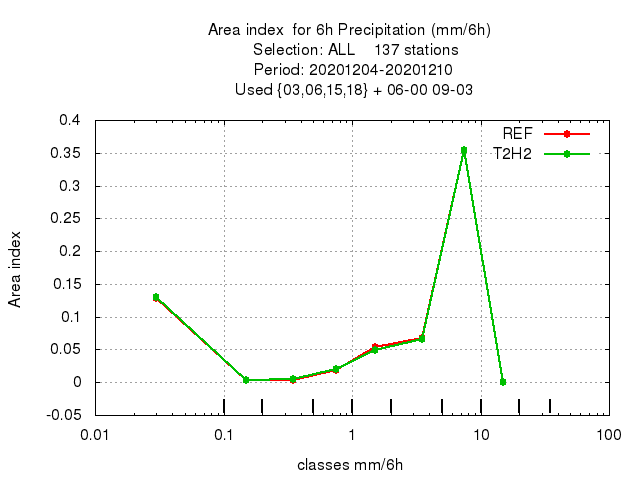 Area index  for 6h Precipitation (mm/6h)
Selection: ALL    137 stations
Period: 20201204-20201210
Used {03,06,15,18} + 06-00 09-03
REF
T2H2
0.4
0.35
0.3
0.25
0.2
0.15
0.1
0.05
0
-0.05
Area index
0.01 0.1 1 10 100
classes mm/6h